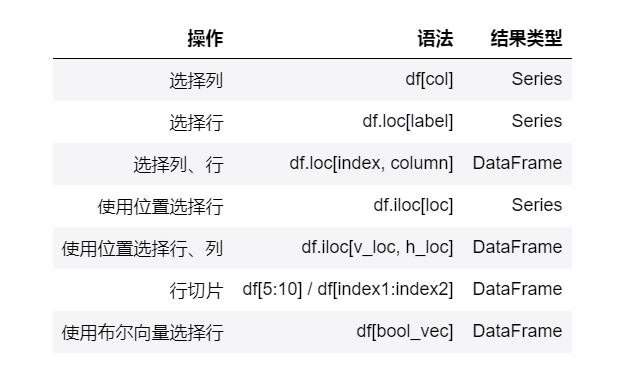 操作 语法 结果类型
选择列 df[col] Series
选择行 df.loc[label] Series
选择列、行 df.loc[index, column] DataFrame
使用位置选择行 df.iloc[loc] Series
使用位置选择行、列 df.iloc[v_loc, h_loc] DataFrame
行切片 df[5:10] / df[index1:index2] DataFrame
使用布尔向量选择行 df[bool_vec] DataFrame